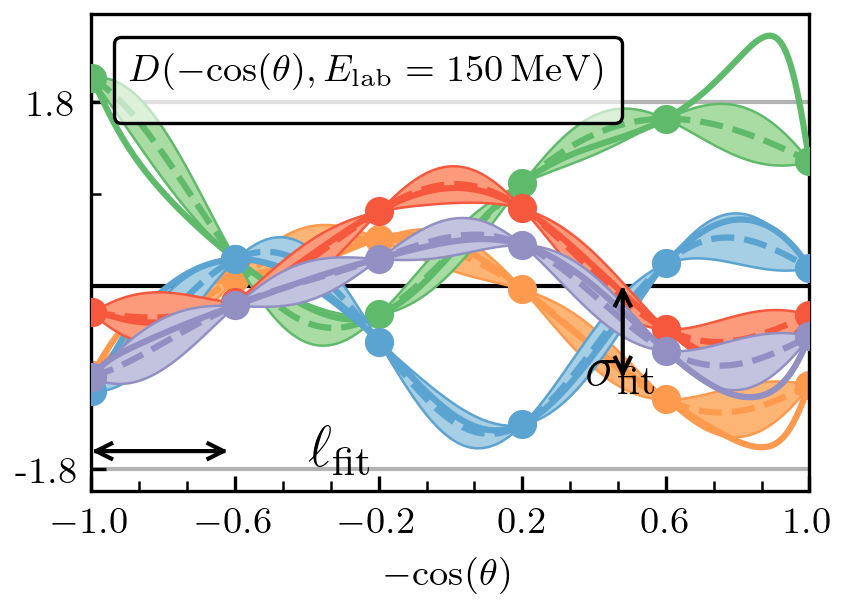 D(−cos(θ), E_lab = 150 MeV)
1.8
σ_fit
ℓ_fit
-1.8
−1.0 −0.6 −0.2 0.2 0.6 1.0
−cos(θ)